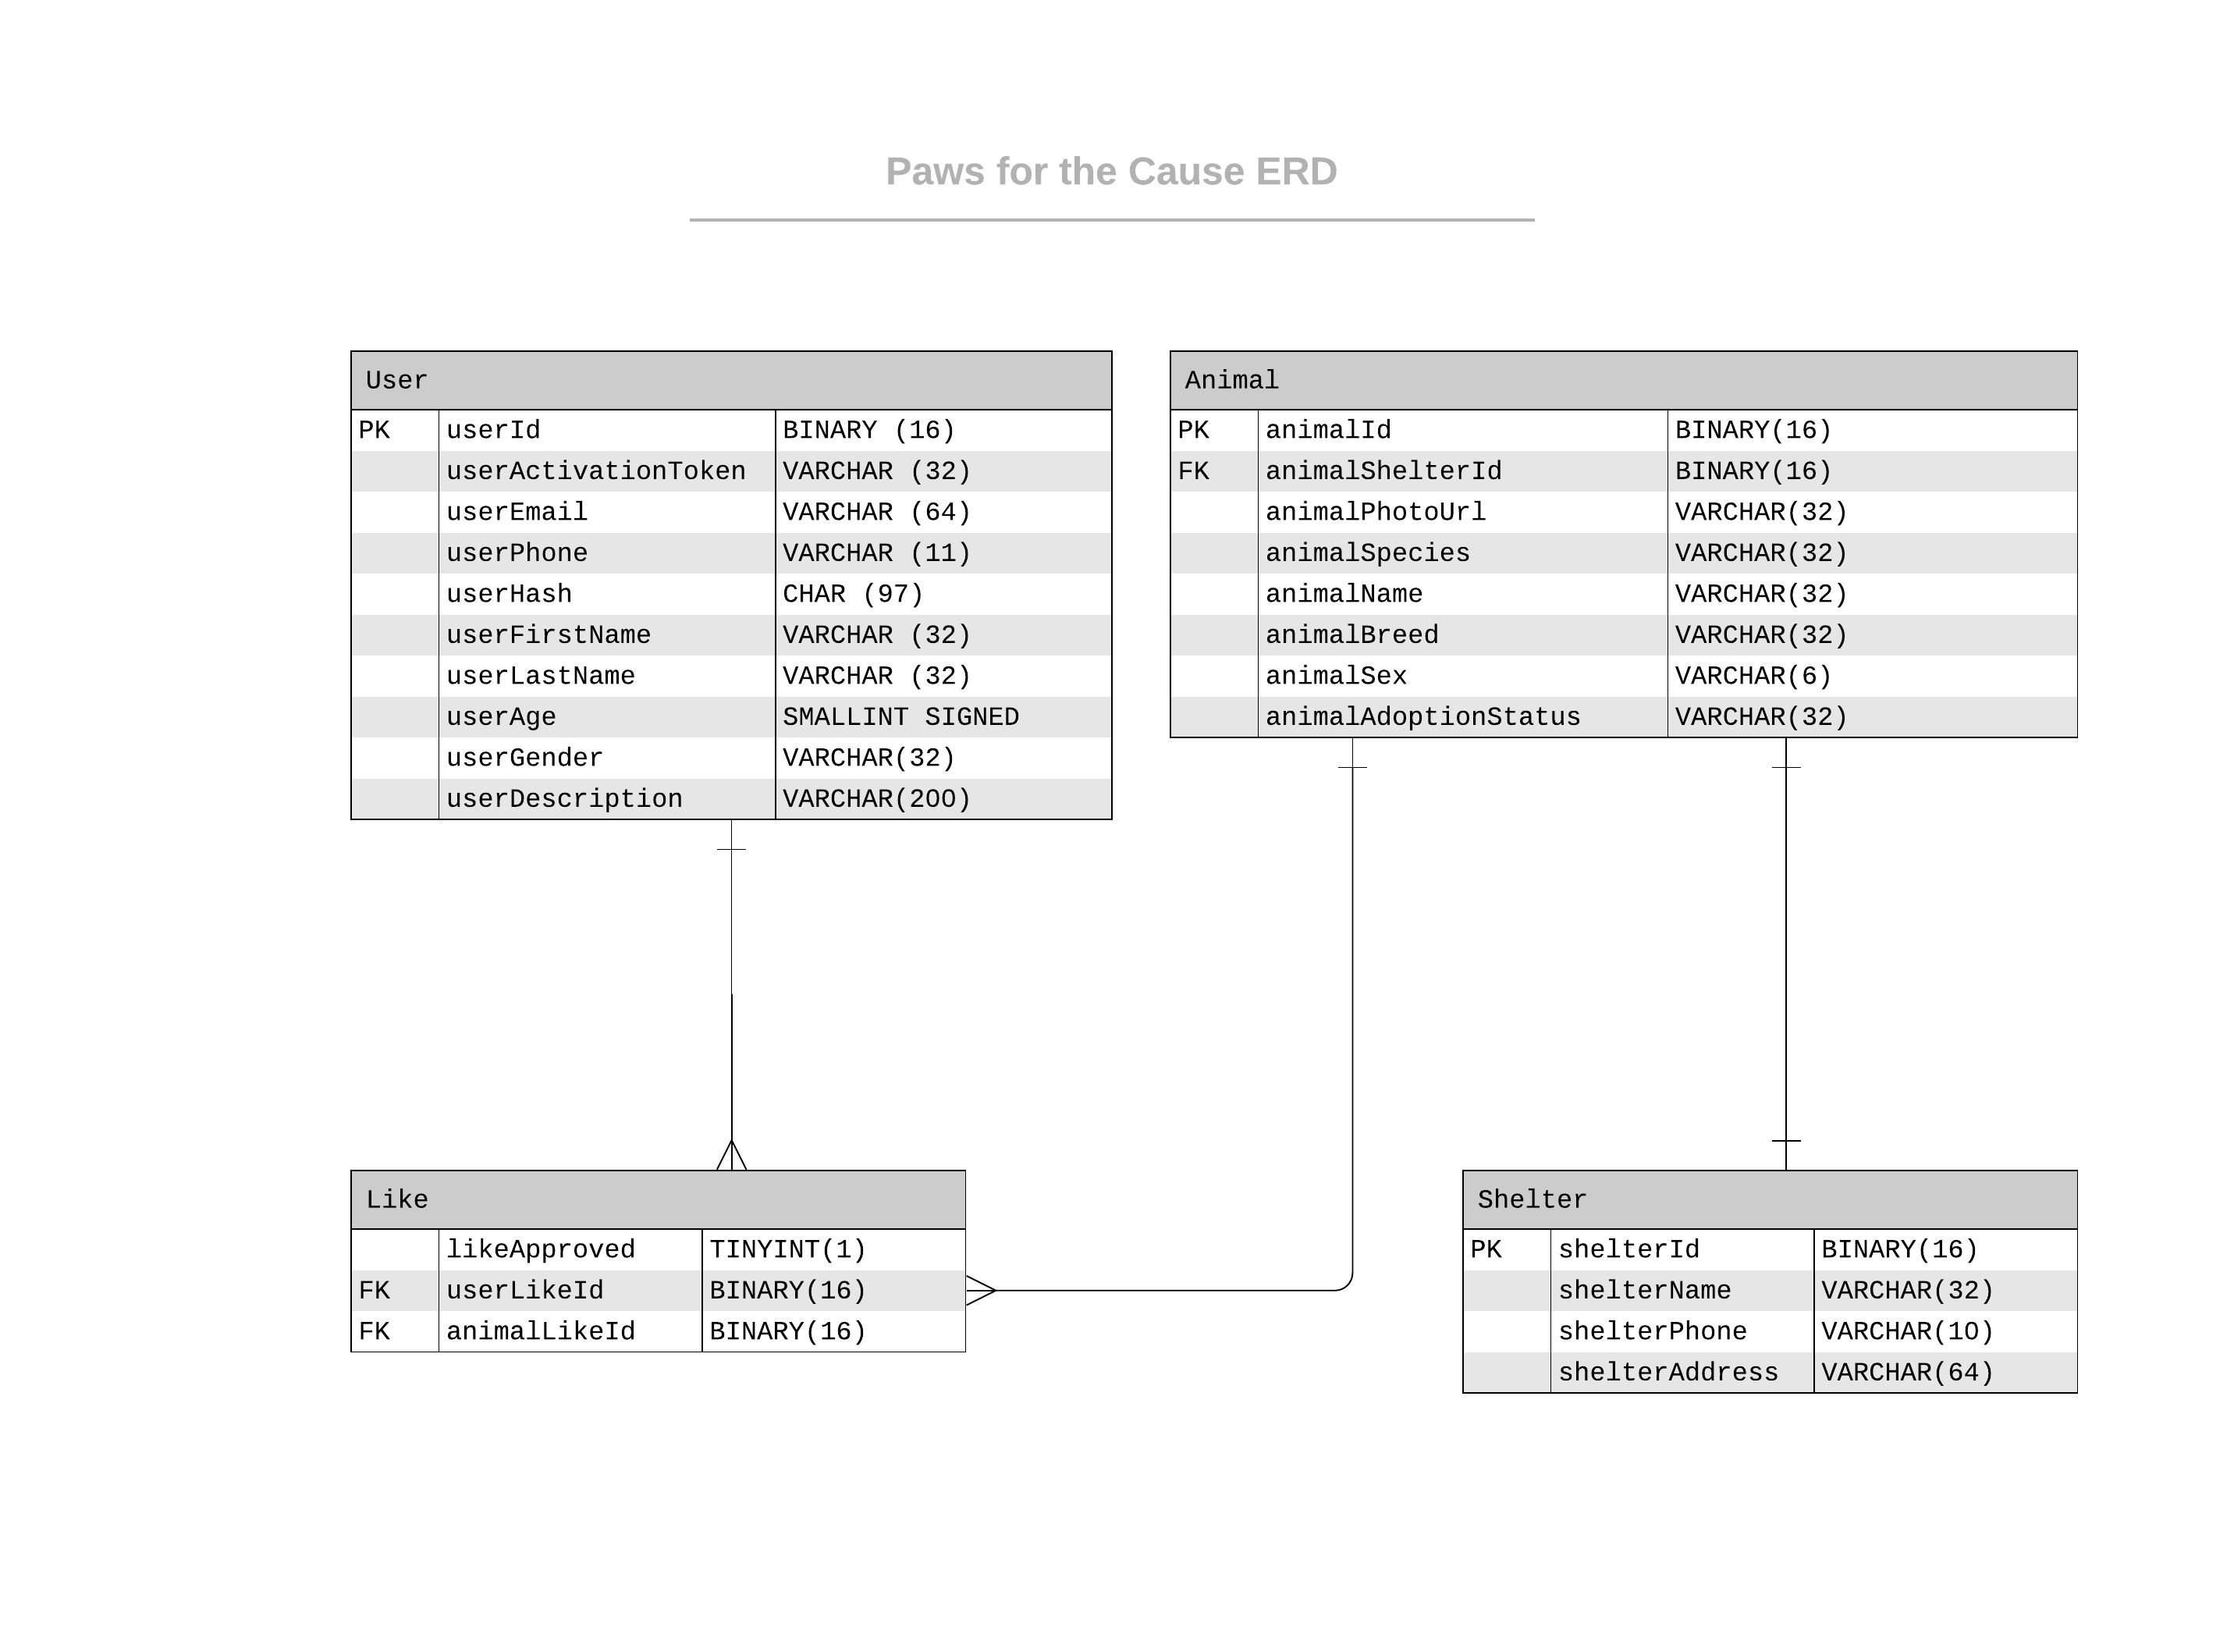 Paws for the Cause ERD
User
PK userId BINARY (16)
userActivationToken VARCHAR (32)
userEmail VARCHAR (64)
userPhone VARCHAR (11)
userHash CHAR (97)
userFirstName VARCHAR (32)
userLastName VARCHAR (32)
userAge SMALLINT SIGNED
userGender VARCHAR(32)
userDescription VARCHAR(200)
Animal
PK animalId BINARY(16)
FK animalShelterId BINARY(16)
animalPhotoUrl VARCHAR(32)
animalSpecies VARCHAR(32)
animalName VARCHAR(32)
animalBreed VARCHAR(32)
animalSex VARCHAR(6)
animalAdoptionStatus VARCHAR(32)
Like
likeApproved TINYINT(1)
FK userLikeId BINARY(16)
FK animalLikeId BINARY(16)
Shelter
PK shelterId BINARY(16)
shelterName VARCHAR(32)
shelterPhone VARCHAR(10)
shelterAddress VARCHAR(64)